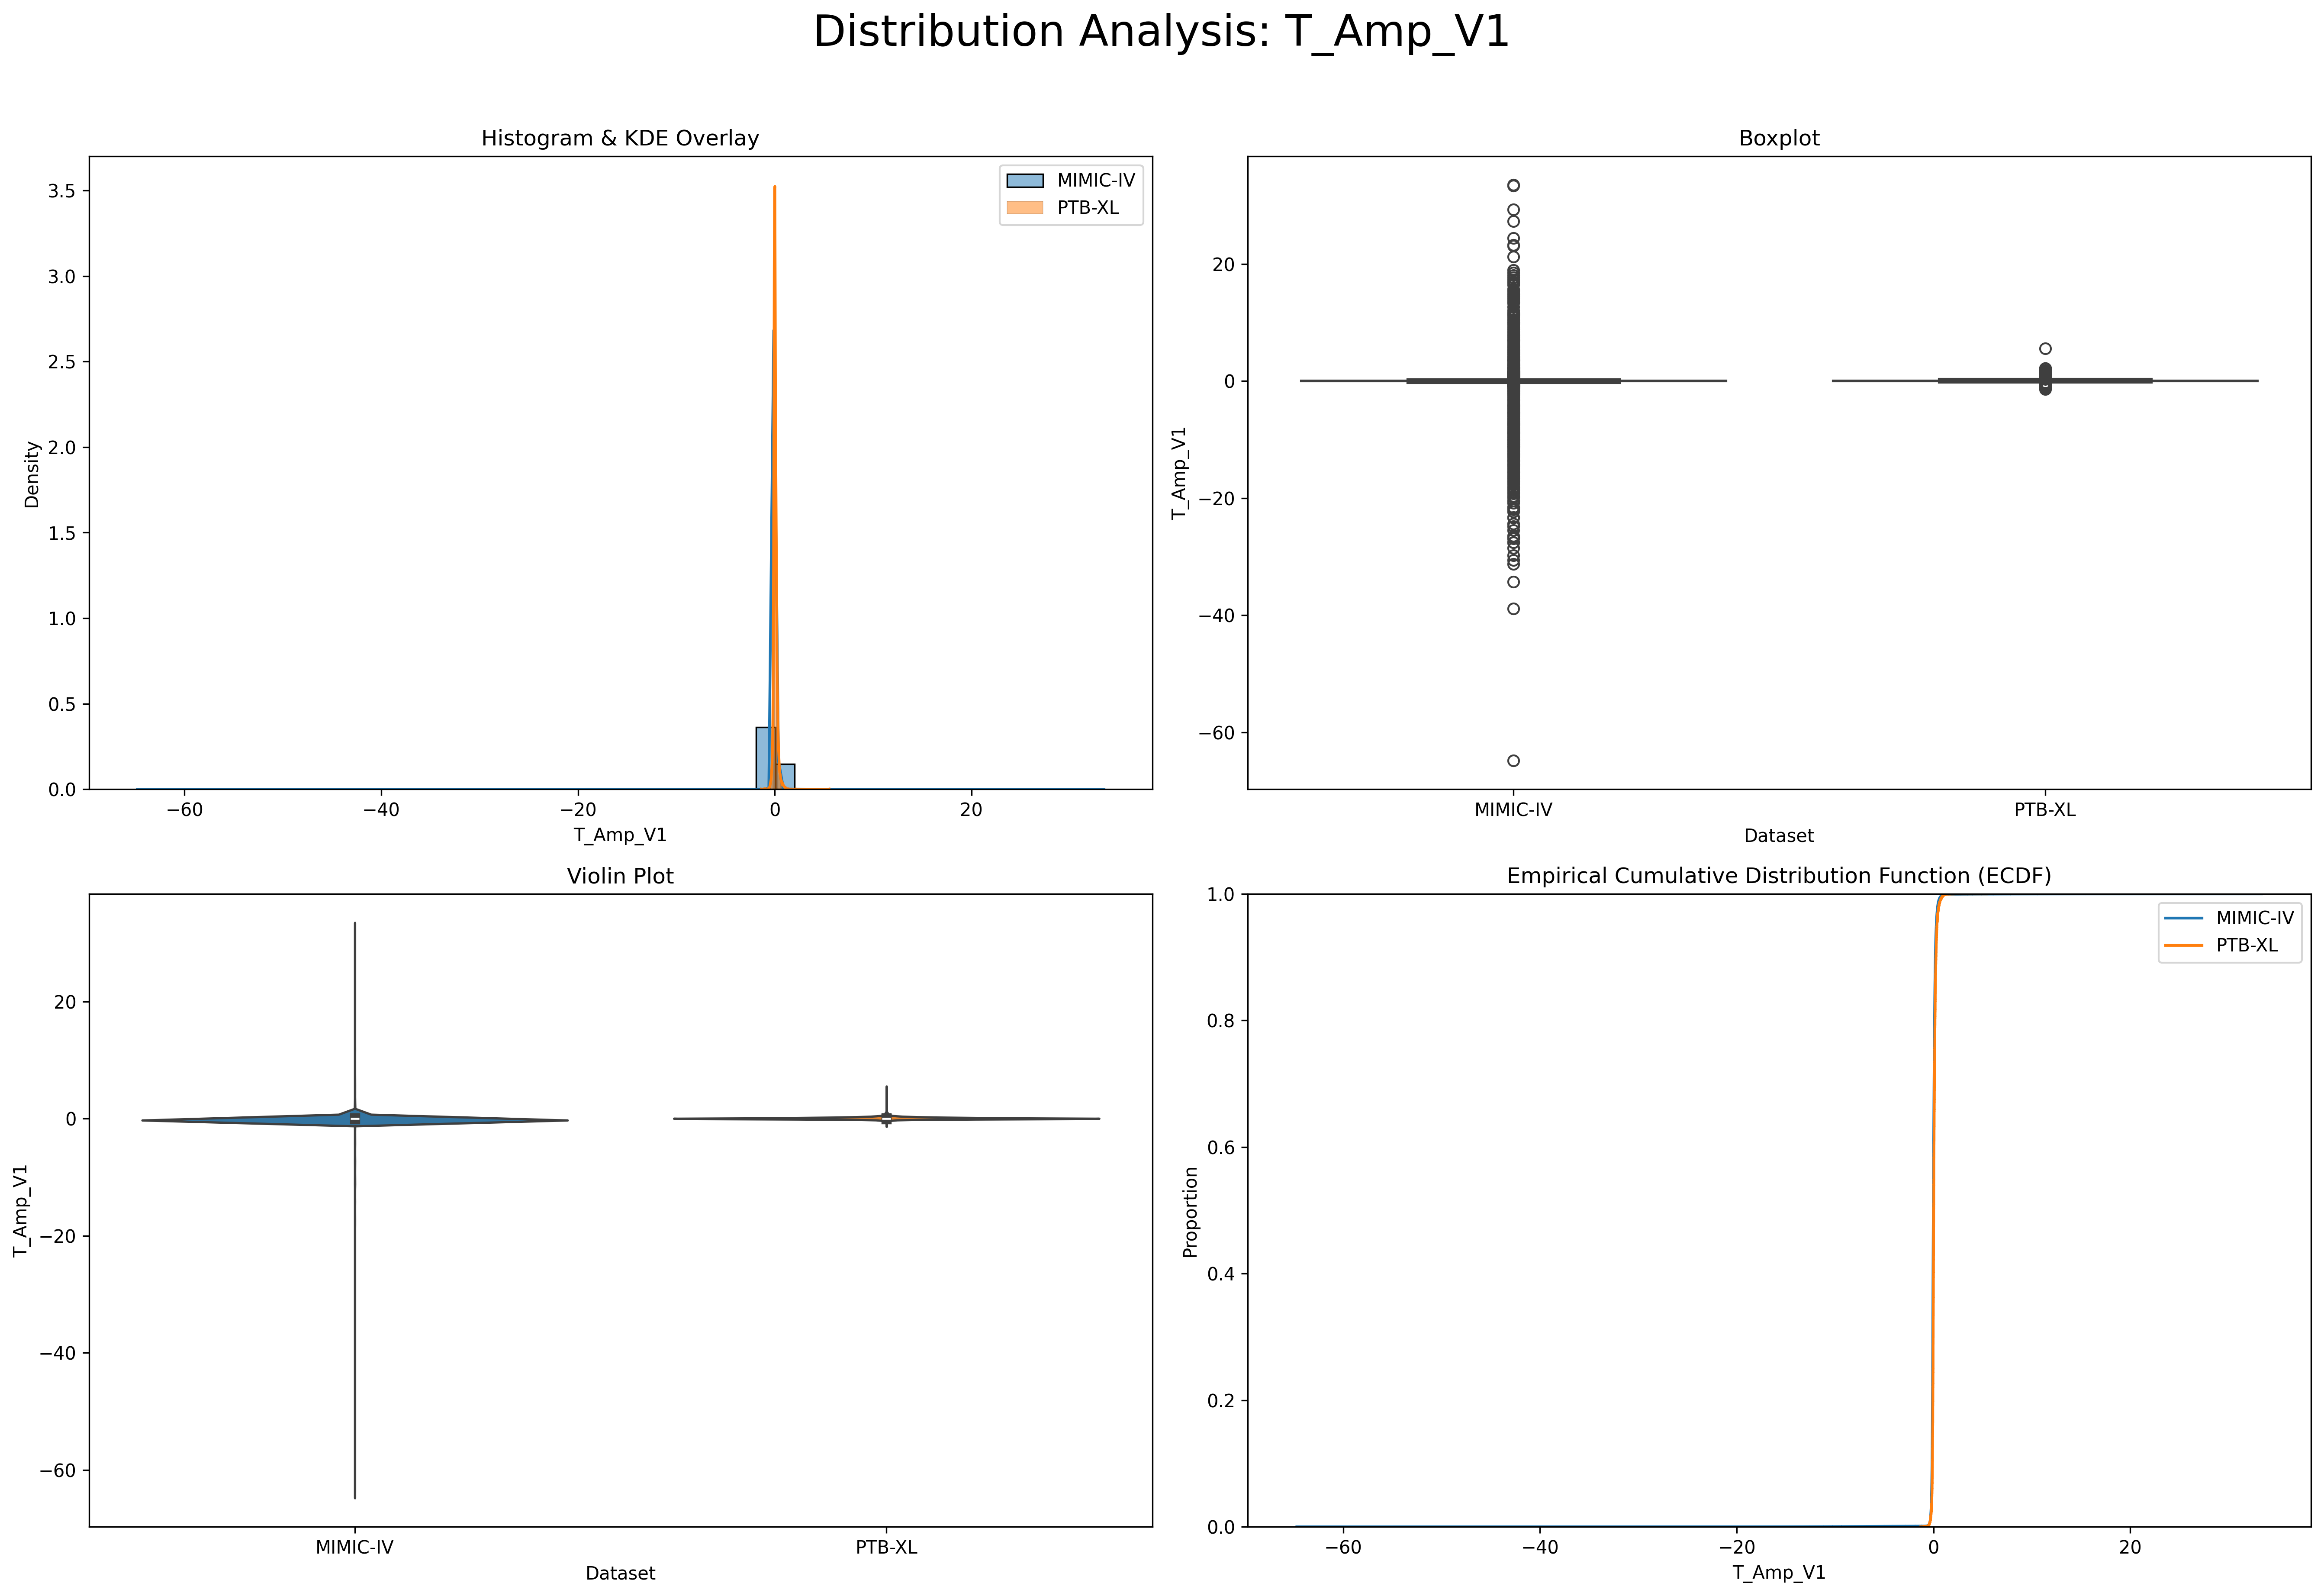 Distribution Analysis: T_Amp_V1
Histogram & KDE Overlay
MIMIC-IV
PTB-XL
3.5
3.0
2.5
2.0
1.5
1.0
0.5
0.0
Density
−60
−40
−20
0
20
T_Amp_V1
Boxplot
20
0
−20
−40
−60
T_Amp_V1
MIMIC-IV
PTB-XL
Dataset
Violin Plot
20
0
−20
−40
−60
T_Amp_V1
MIMIC-IV
PTB-XL
Dataset
Empirical Cumulative Distribution Function (ECDF)
MIMIC-IV
PTB-XL
1.0
0.8
0.6
0.4
0.2
0.0
Proportion
−60
−40
−20
0
20
T_Amp_V1